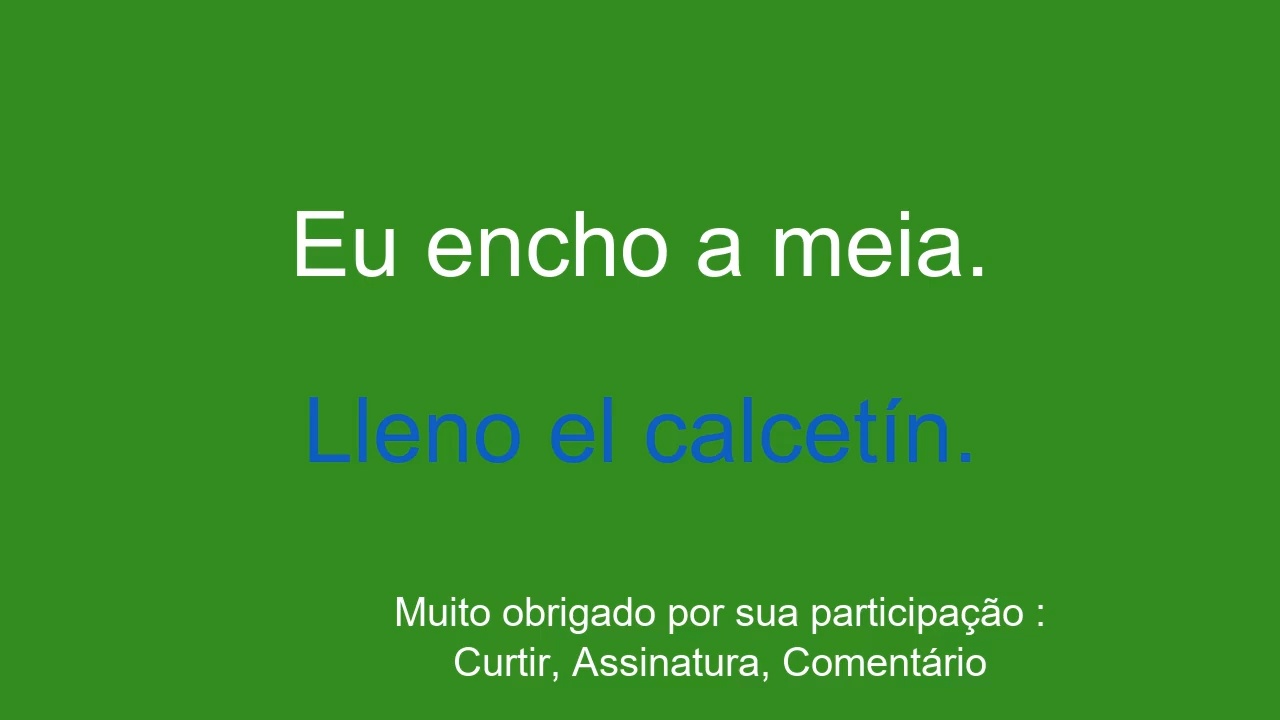 Eu encho a meia.
Lleno el calcetín.
Muito obrigado por sua participação :
Curtir, Assinatura, Comentário